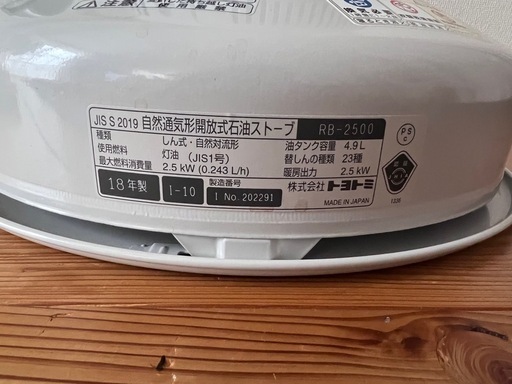 注意
JIS S 2019 自然通気形開放式石油ストーブ RB-2500
種類 しん式・自然対流形 油タンク容量 4.9 L
使用燃料 灯油 (JIS1号) 替しんの種類 23種
最大燃料消費量 2.5 kW (0.243 L/h) 暖房出力 2.5 kW
18年製 I-10 製造番号 I No.202291 株式会社トヨトミ
MADE IN JAPAN
PS
C
1336